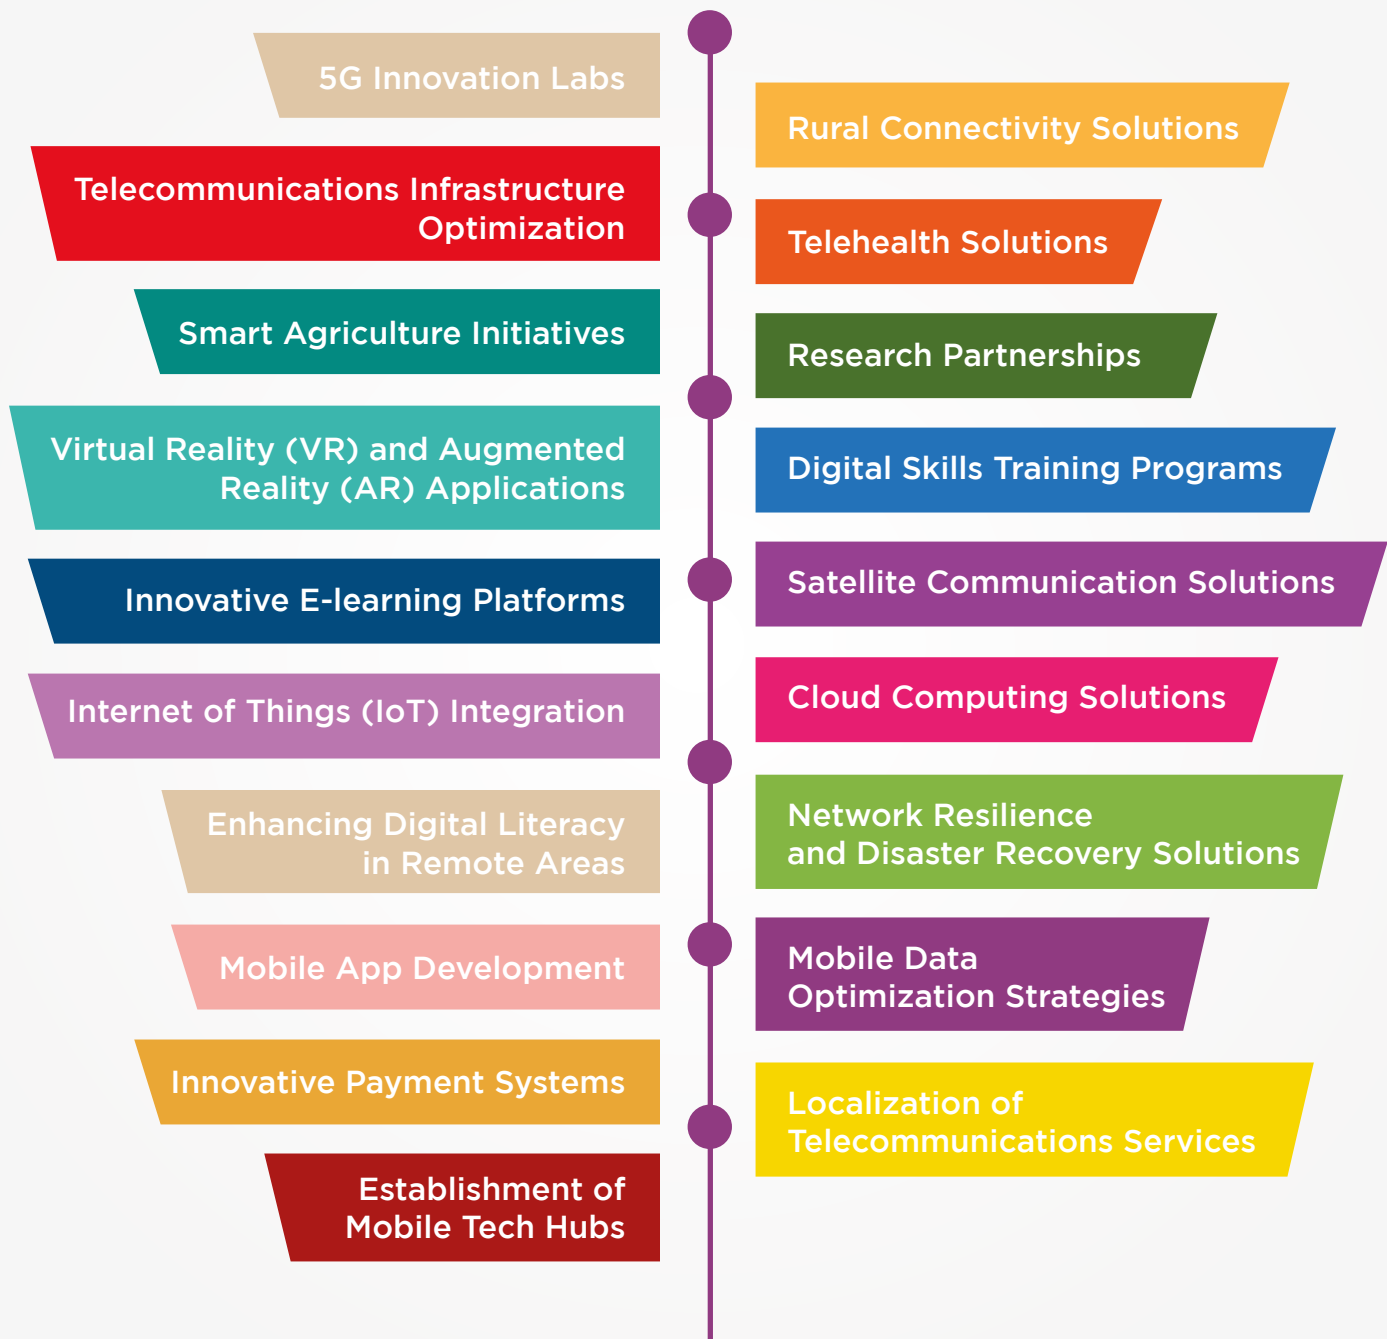 5G Innovation Labs
Rural Connectivity Solutions
Telecommunications Infrastructure
Optimization
Telehealth Solutions
Smart Agriculture Initiatives
Research Partnerships
Virtual Reality (VR) and Augmented
Reality (AR) Applications
Digital Skills Training Programs
Innovative E-learning Platforms
Satellite Communication Solutions
Internet of Things (IoT) Integration
Cloud Computing Solutions
Enhancing Digital Literacy
in Remote Areas
Network Resilience
and Disaster Recovery Solutions
Mobile App Development
Mobile Data
Optimization Strategies
Innovative Payment Systems
Localization of
Telecommunications Services
Establishment of
Mobile Tech Hubs